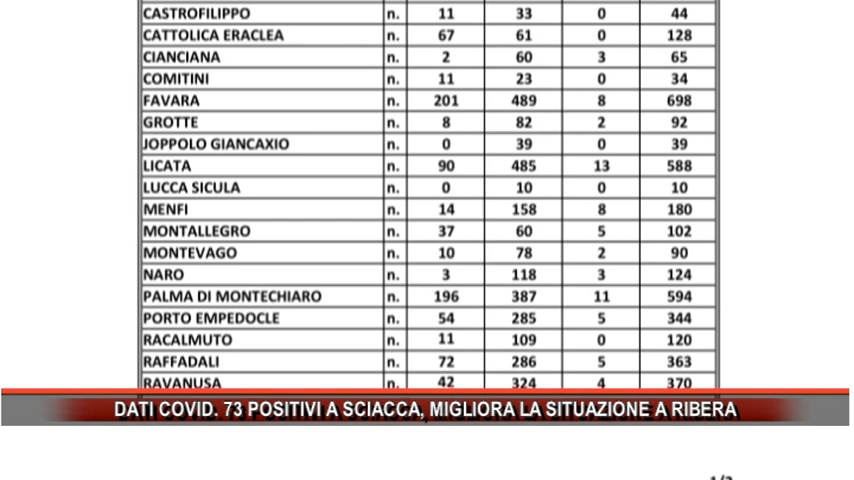 CASTROFILIPPO n. 11 33 0 44
CATTOLICA ERACLEA n. 67 61 0 128
CIANCIANA n. 2 60 3 65
COMITINI n. 11 23 0 34
FAVARA n. 201 489 8 698
GROTTE n. 8 82 2 92
JOPPOLO GIANCAXIO n. 0 39 0 39
LICATA n. 90 485 13 588
LUCCA SICULA n. 0 10 0 10
MENFI n. 14 158 8 180
MONTALLEGRO n. 37 60 5 102
MONTEVAGO n. 10 78 2 90
NARO n. 3 118 3 124
PALMA DI MONTECHIARO n. 196 387 11 594
PORTO EMPEDOCLE n. 54 285 5 344
RACALMUTO n. 11 109 0 120
RAFFADALI n. 72 286 5 363
RAVANUSA n. 42 324 4 370
DATI COVID. 73 POSITIVI A SCIACCA, MIGLIORA LA SITUAZIONE A RIBERA